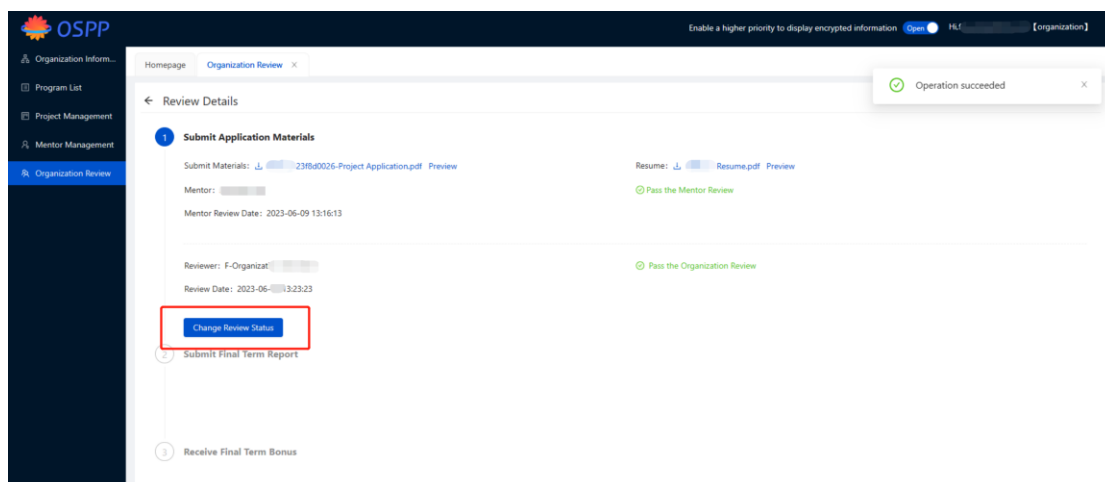 OSPP
Enable a higher priority to display encrypted information Open Hi,f 【organization】
Organization Inform...
Program List
Project Management
Mentor Management
Organization Review
Homepage Organization Review ×
Operation succeeded ×
← Review Details
1 Submit Application Materials
Submit Materials: 23f8d0026-Project Application.pdf Preview Resume: Resume.pdf Preview
Mentor: Pass the Mentor Review
Mentor Review Date: 2023-06-09 13:16:13
Reviewer: F-Organizat Pass the Organization Review
Review Date: 2023-06- 3:23:23
Change Review Status
2 Submit Final Term Report
3 Receive Final Term Bonus